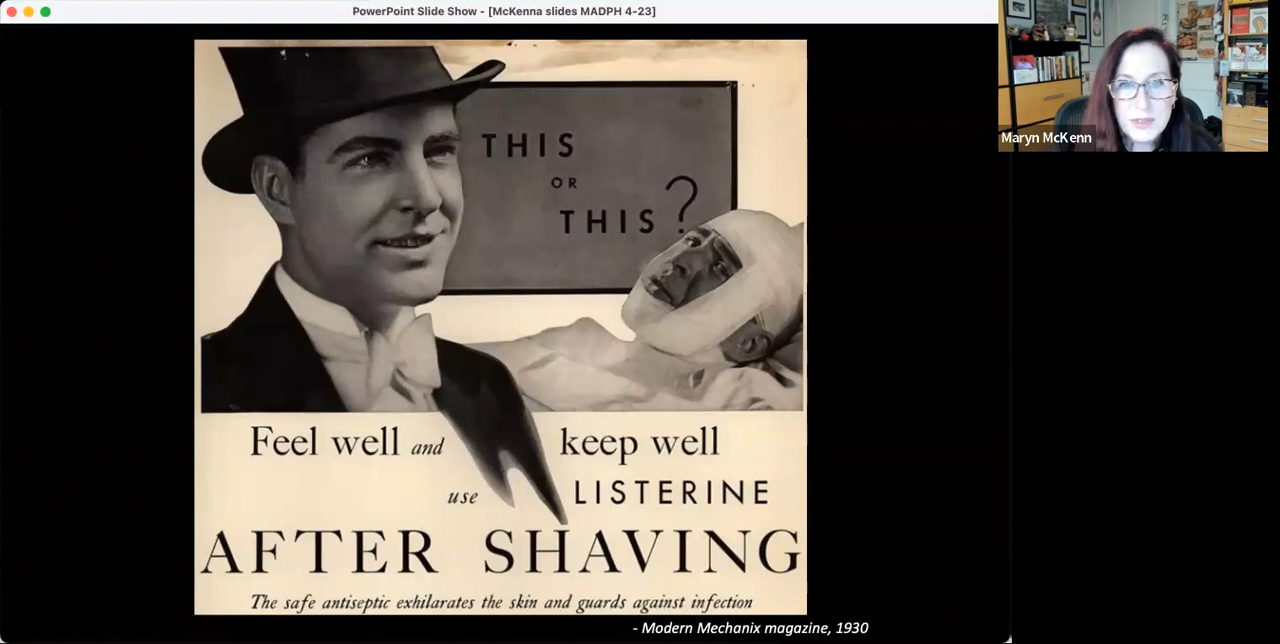 PowerPoint Slide Show - [McKenna slides MADPH 4-23]
Maryn McKenn
THIS
OR
THIS?
Feel well and keep well
use LISTERINE
AFTER SHAVING
The safe antiseptic exhilarates the skin and guards against infection
- Modern Mechanix magazine, 1930